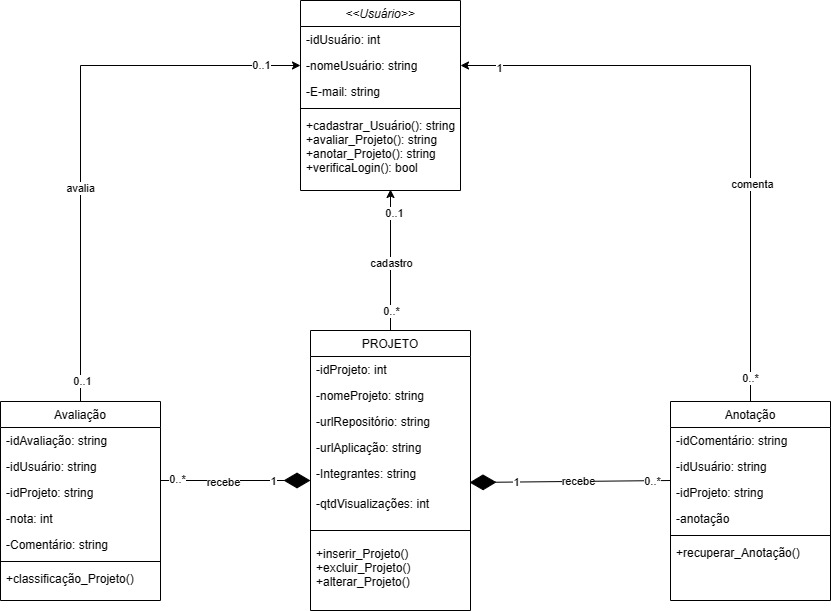 <<Usuário>>
-idUsuário: int
-nomeUsuário: string
-E-mail: string
+cadastrar_Usuário(): string
+avaliar_Projeto(): string
+anotar_Projeto(): string
+verificaLogin(): bool
0..1
1
avalia
comenta
0..1
cadastro
0..*
0..1
0..*
PROJETO
-idProjeto: int
-nomeProjeto: string
-urlRepositório: string
-urlAplicação: string
-Integrantes: string
-qtdVisualizações: int
+inserir_Projeto()
+excluir_Projeto()
+alterar_Projeto()
Avaliação
-idAvaliação: string
-idUsuário: string
-idProjeto: string
-nota: int
-Comentário: string
+classificação_Projeto()
0..*
recebe
1
1
recebe
0..*
Anotação
-idComentário: string
-idUsuário: string
-idProjeto: string
-anotação
+recuperar_Anotação()